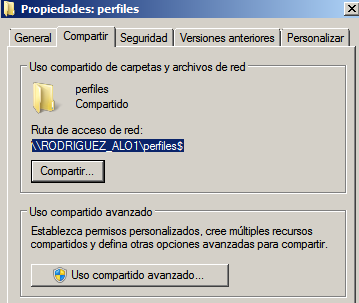 Propiedades: perfiles
General
Compartir
Seguridad
Versiones anteriores
Personalizar
Uso compartido de carpetas y archivos de red
perfiles
Compartido
Ruta de acceso de red:
\\RODRIGUEZ_ALO1\perfiles$
Compartir...
Uso compartido avanzado
Establezca permisos personalizados, cree múltiples recursos
compartidos y defina otras opciones avanzadas para compartir.
Uso compartido avanzado...